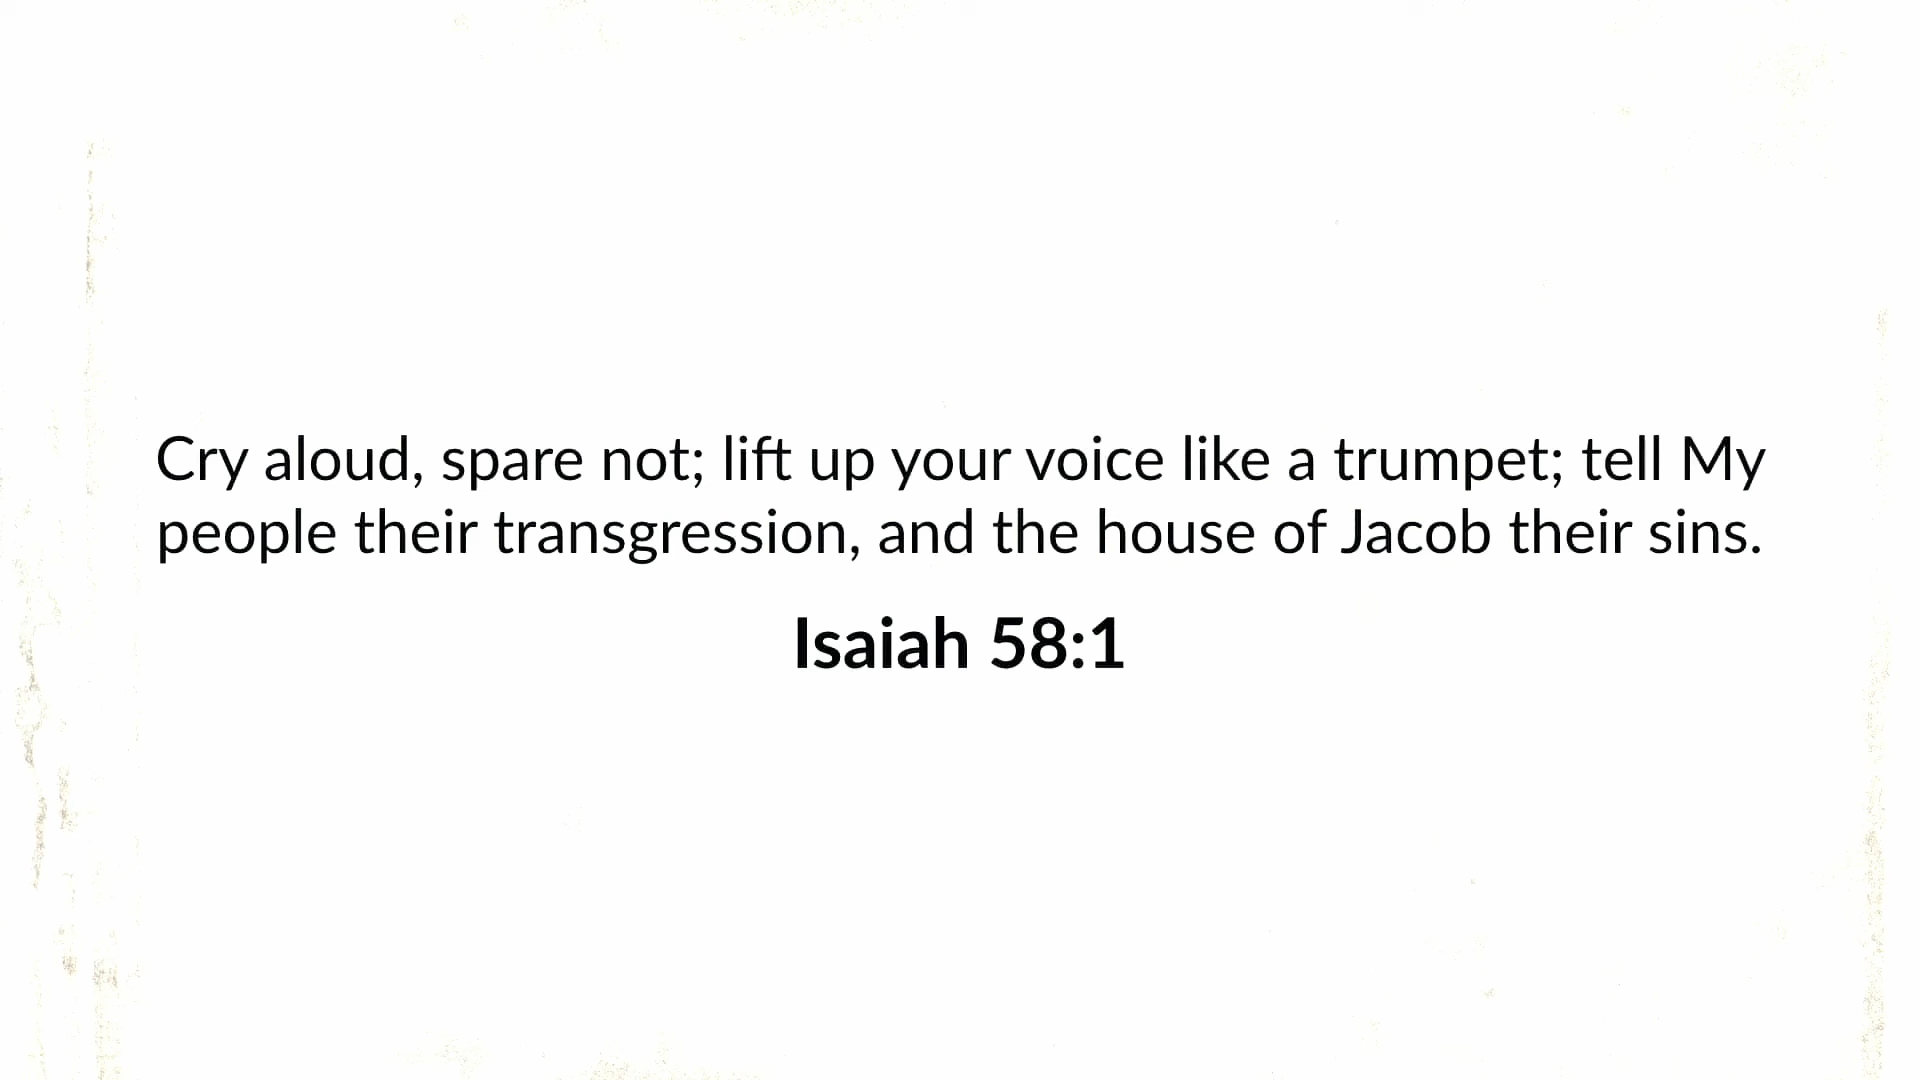 Cry aloud, spare not; lift up your voice like a trumpet; tell My
people their transgression, and the house of Jacob their sins.
Isaiah 58:1